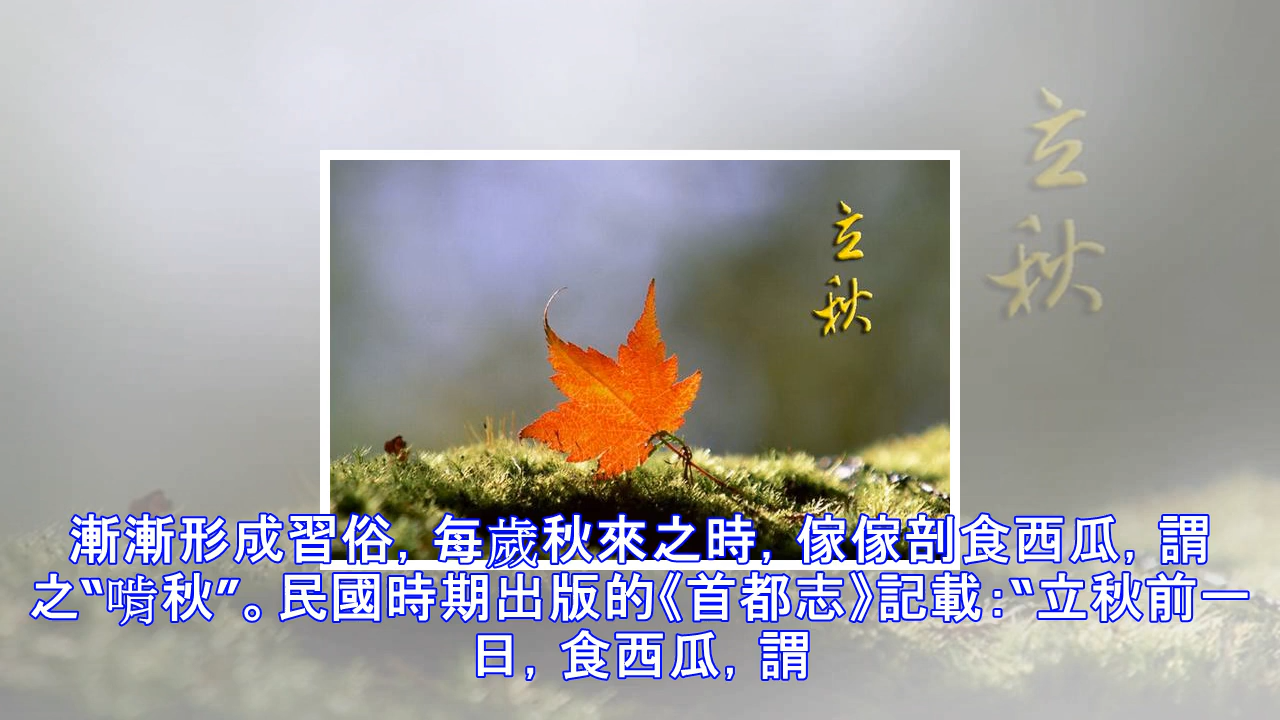 立秋
立秋
漸漸形成習俗, 每歲秋來之時, 傢傢剖食西瓜, 謂
之“啃秋”。民國時期出版的《首都志》記載:“立秋前一
日, 食西瓜, 謂